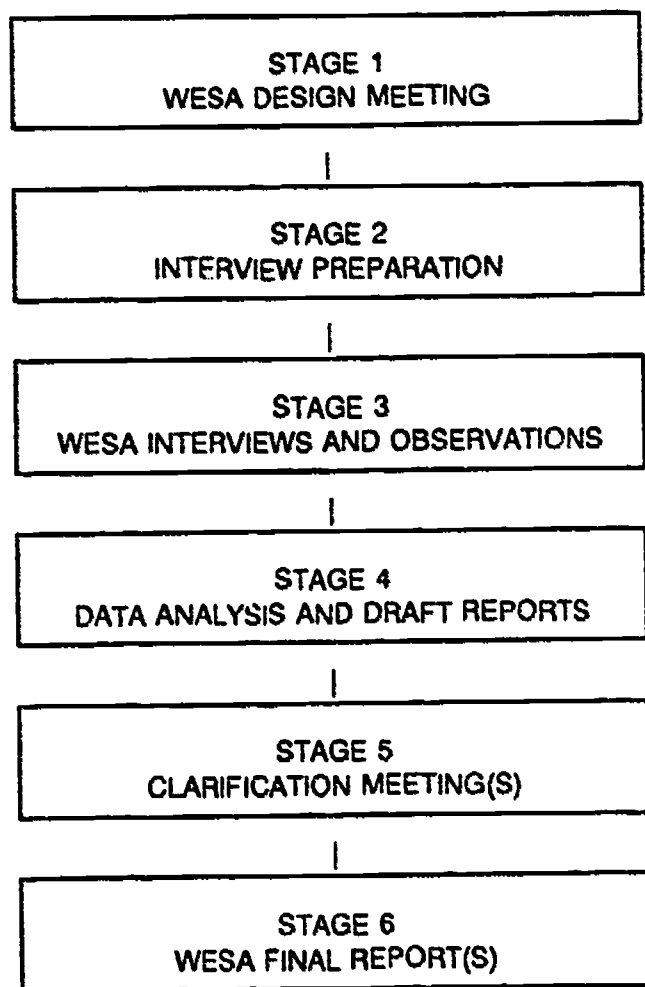 STAGE 1
WESA DESIGN MEETING
STAGE 2
INTERVIEW PREPARATION
STAGE 3
WESA INTERVIEWS AND OBSERVATIONS
STAGE 4
DATA ANALYSIS AND DRAFT REPORTS
STAGE 5
CLARIFICATION MEETING(S)
STAGE 6
WESA FINAL REPORT(S)